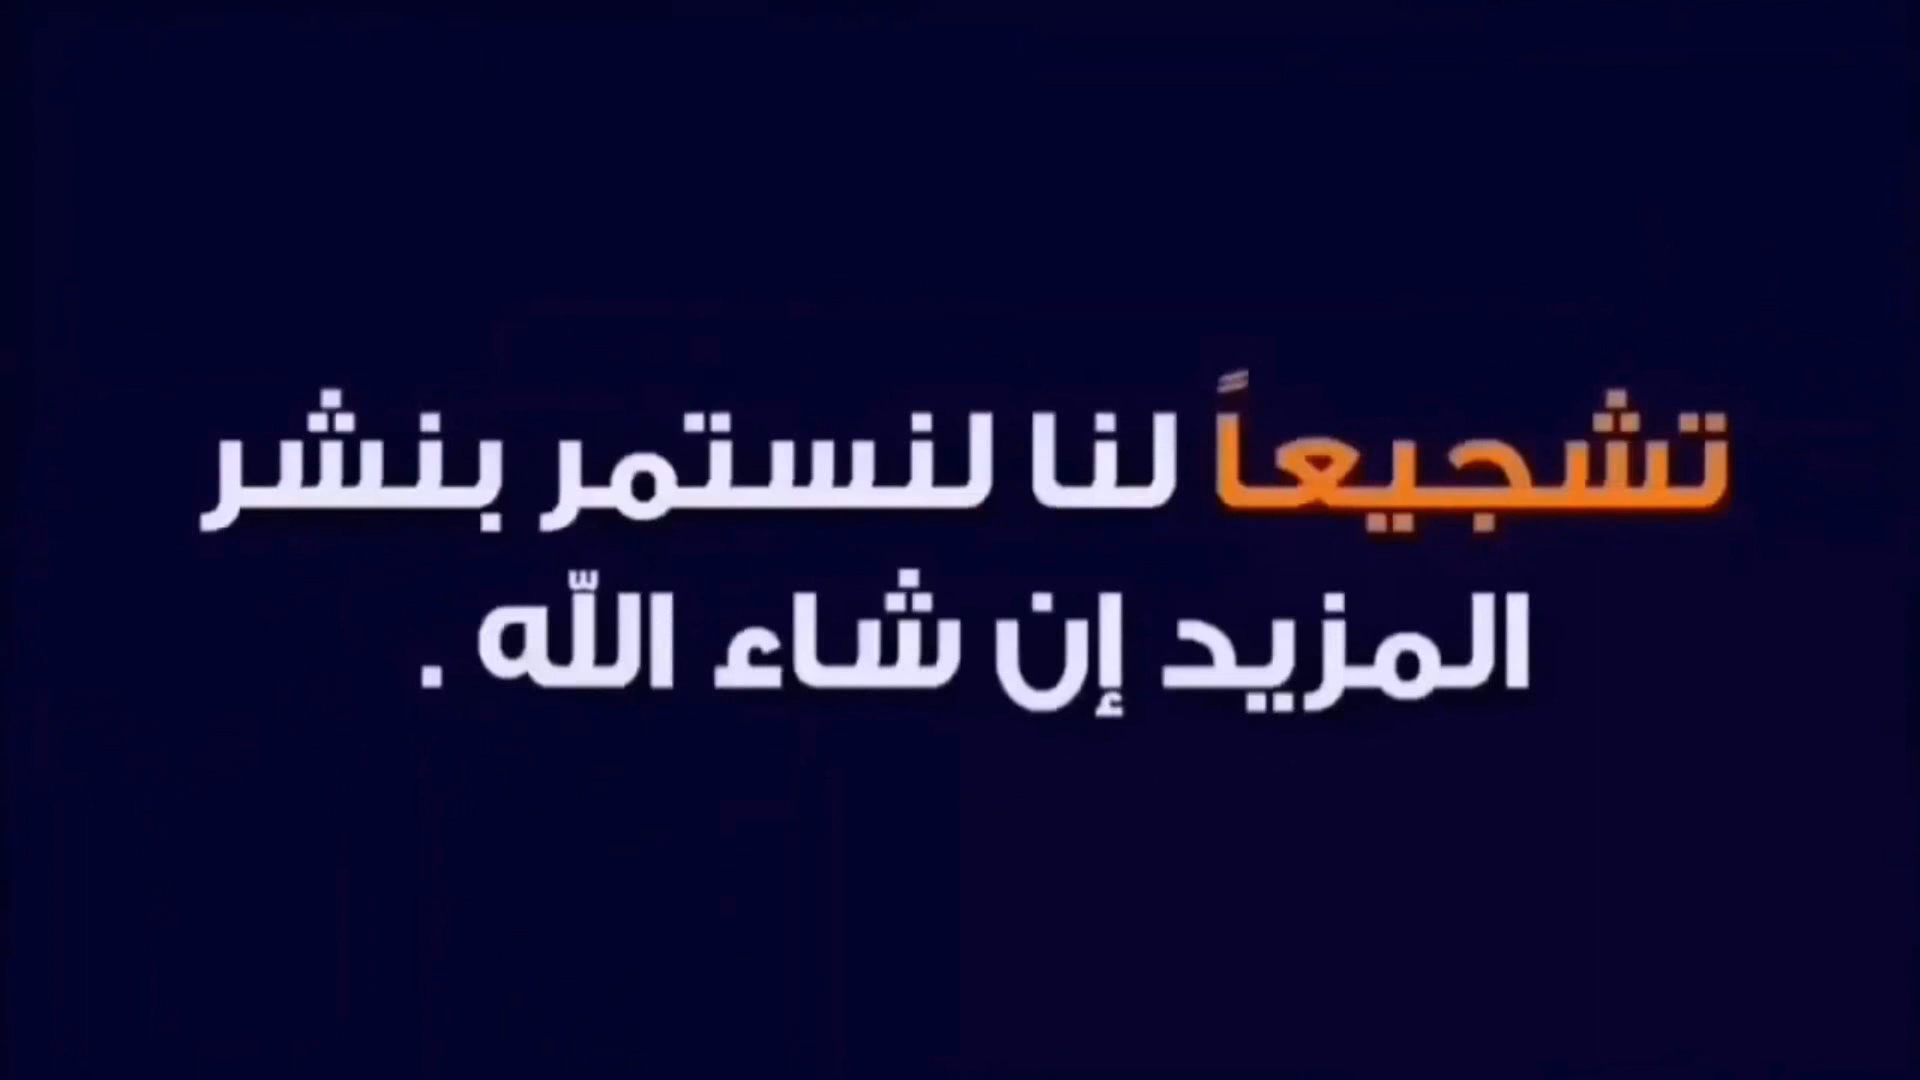 تشجيعاً لنا لنستمر بنشر
المزيد إن شاء اللّه .